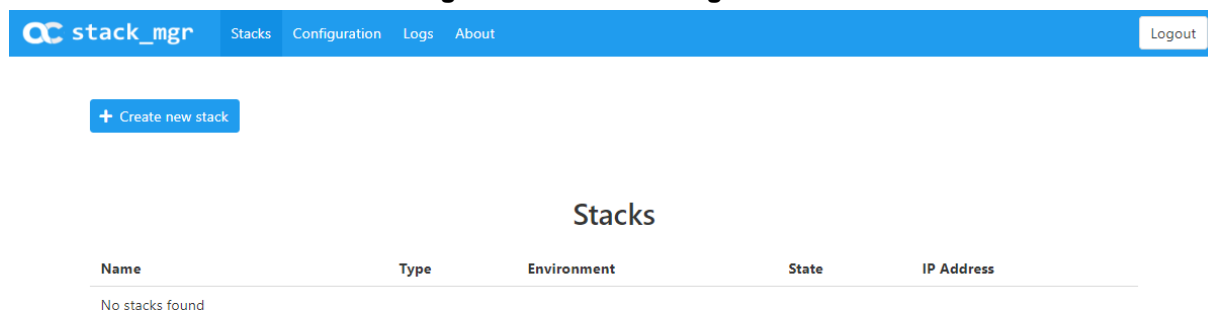 stack_mgr Stacks Configuration Logs About Logout
+ Create new stack
Stacks
Name Type Environment State IP Address
No stacks found